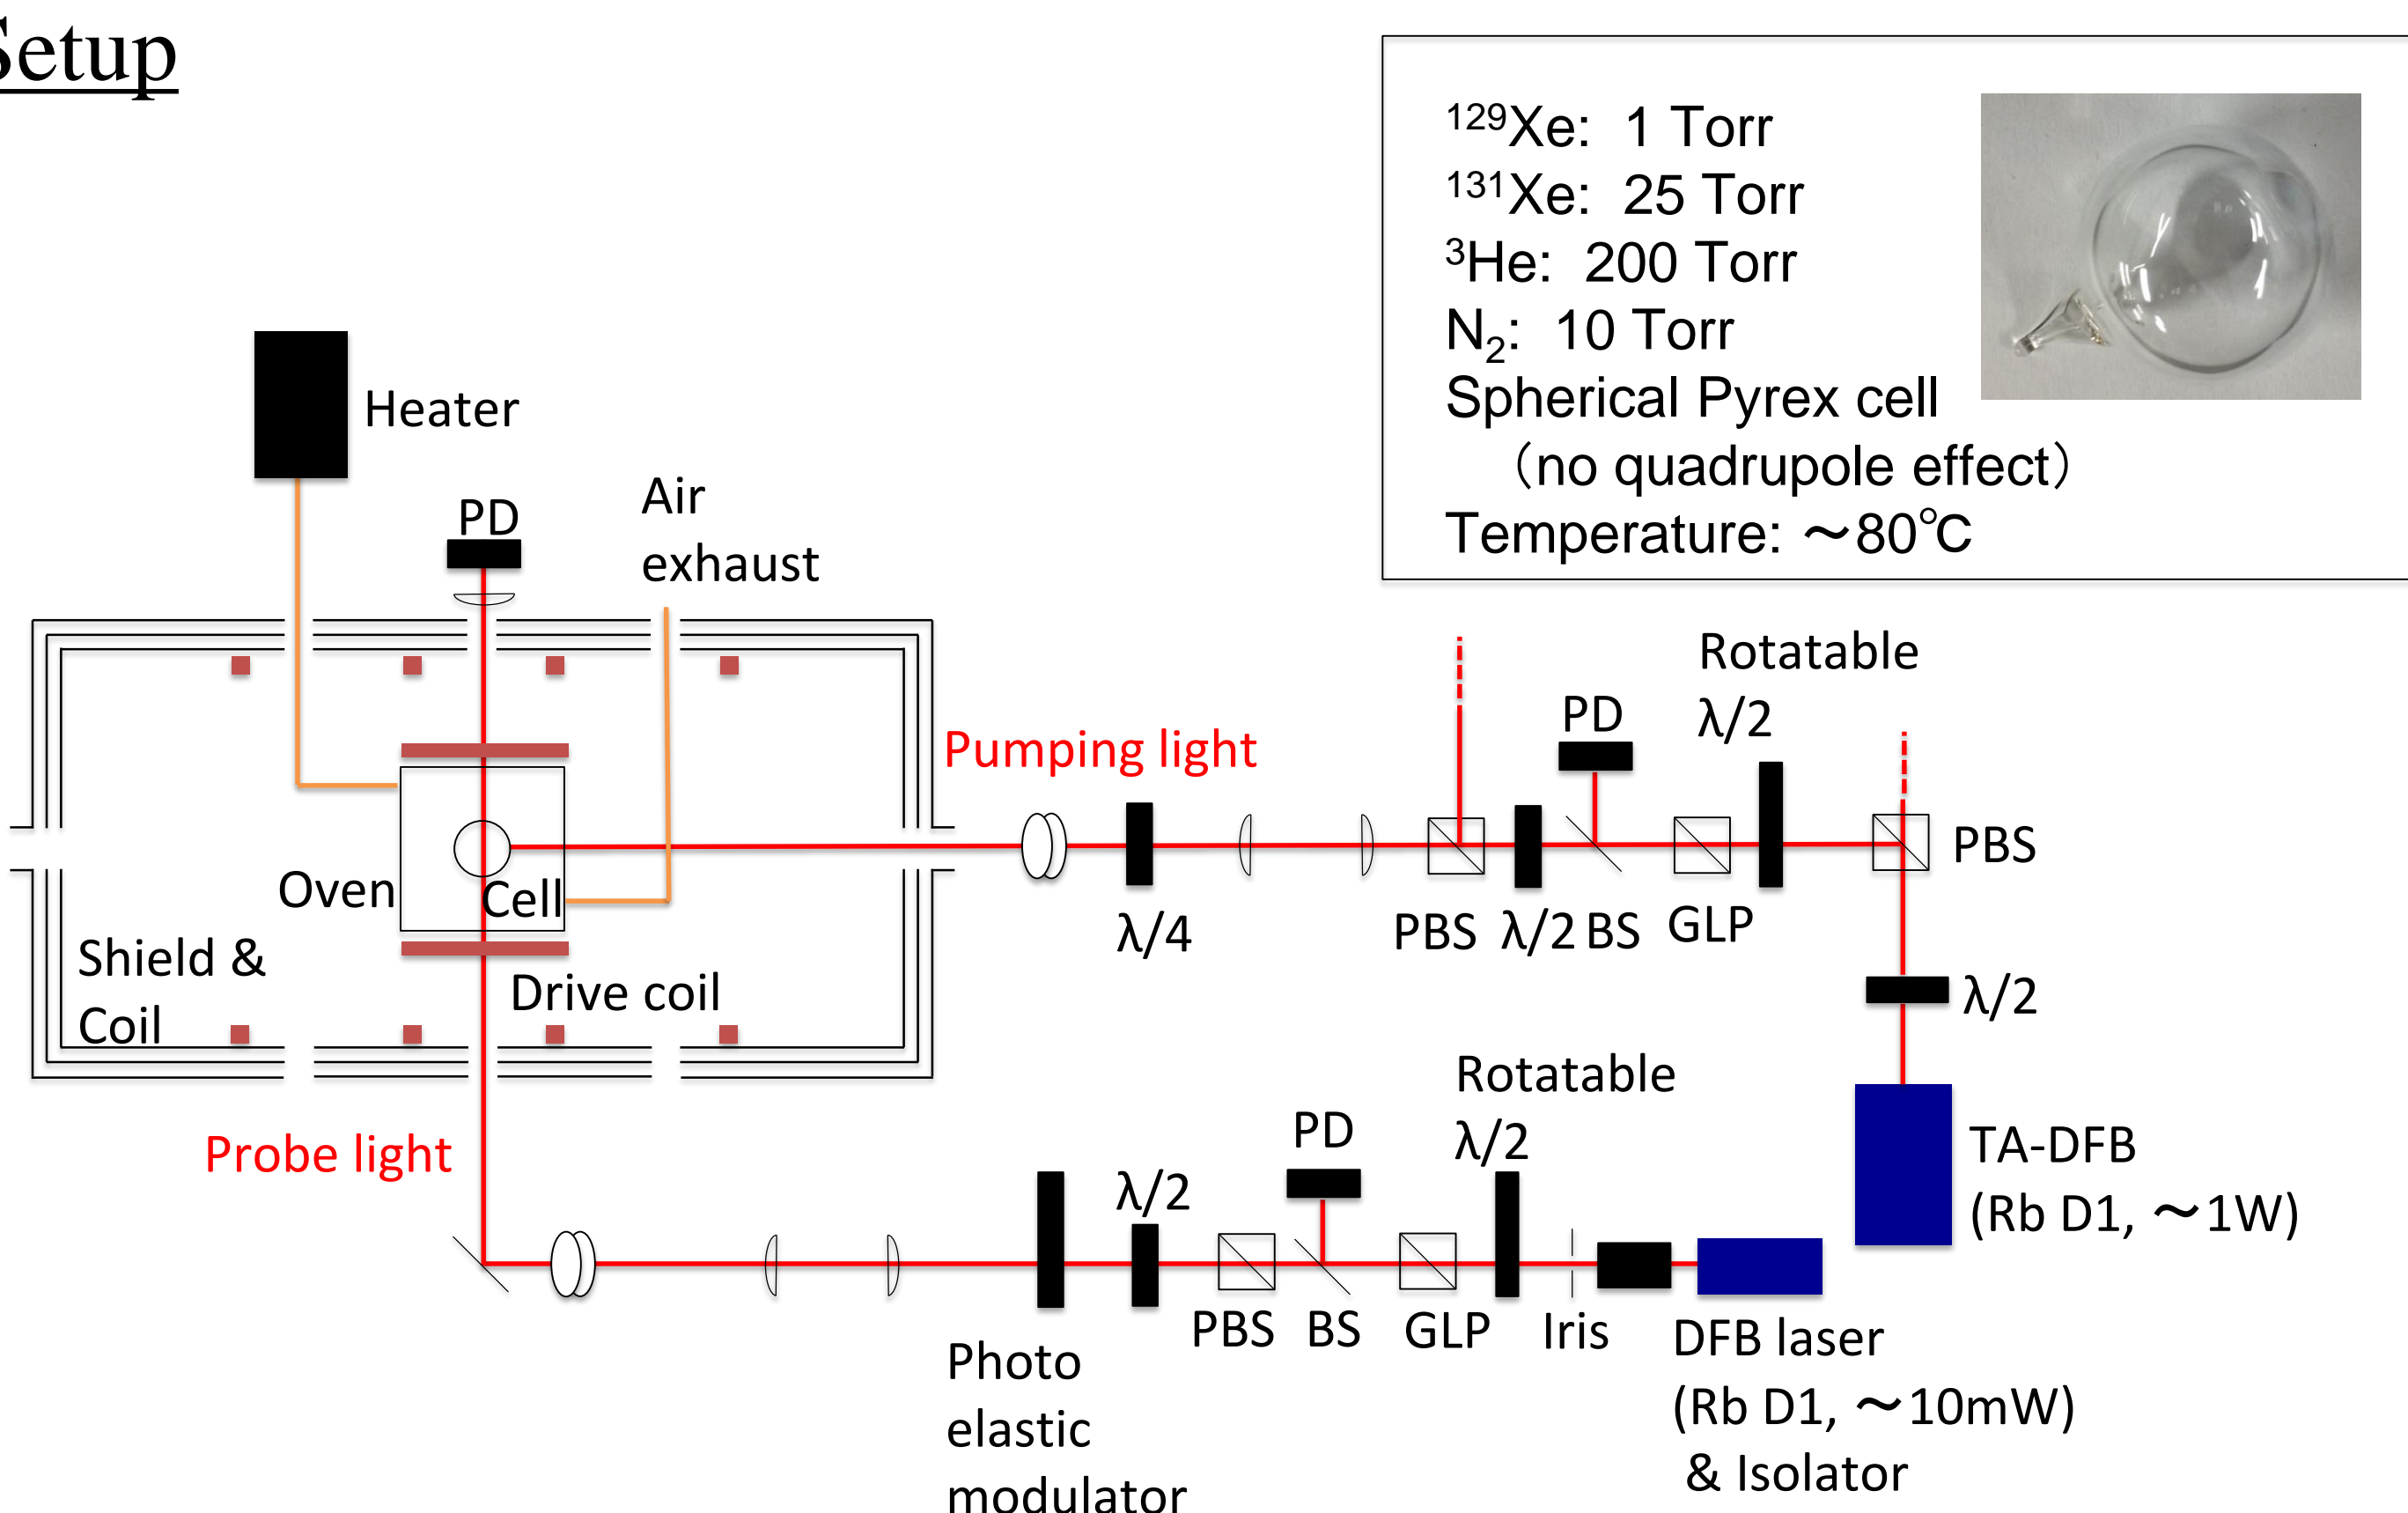 Setup
¹²⁹Xe: 1 Torr
¹³¹Xe: 25 Torr
³He: 200 Torr
N₂: 10 Torr
Spherical Pyrex cell
（no quadrupole effect）
Temperature: ～80℃
Heater
PD
Air
exhaust
Oven
Cell
Shield &
Coil
Drive coil
Pumping light
λ/4
PBS
λ/2
BS
PD
GLP
Rotatable
λ/2
PBS
λ/2
TA-DFB
(Rb D1, ～1W)
Probe light
Photo
elastic
modulator
λ/2
PBS
PD
BS
GLP
Rotatable
λ/2
Iris
DFB laser
(Rb D1, ～10mW)
& Isolator